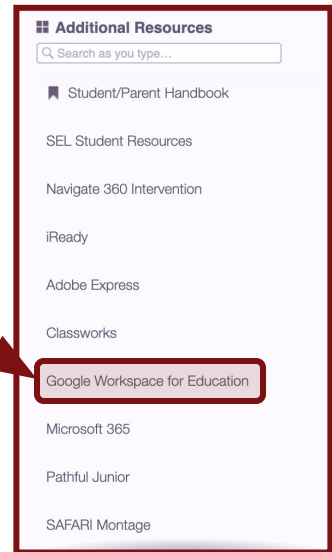 Additional Resources
Search as you type...
Student/Parent Handbook
SEL Student Resources
Navigate 360 Intervention
iReady
Adobe Express
Classworks
Google Workspace for Education
Microsoft 365
Pathful Junior
SAFARI Montage